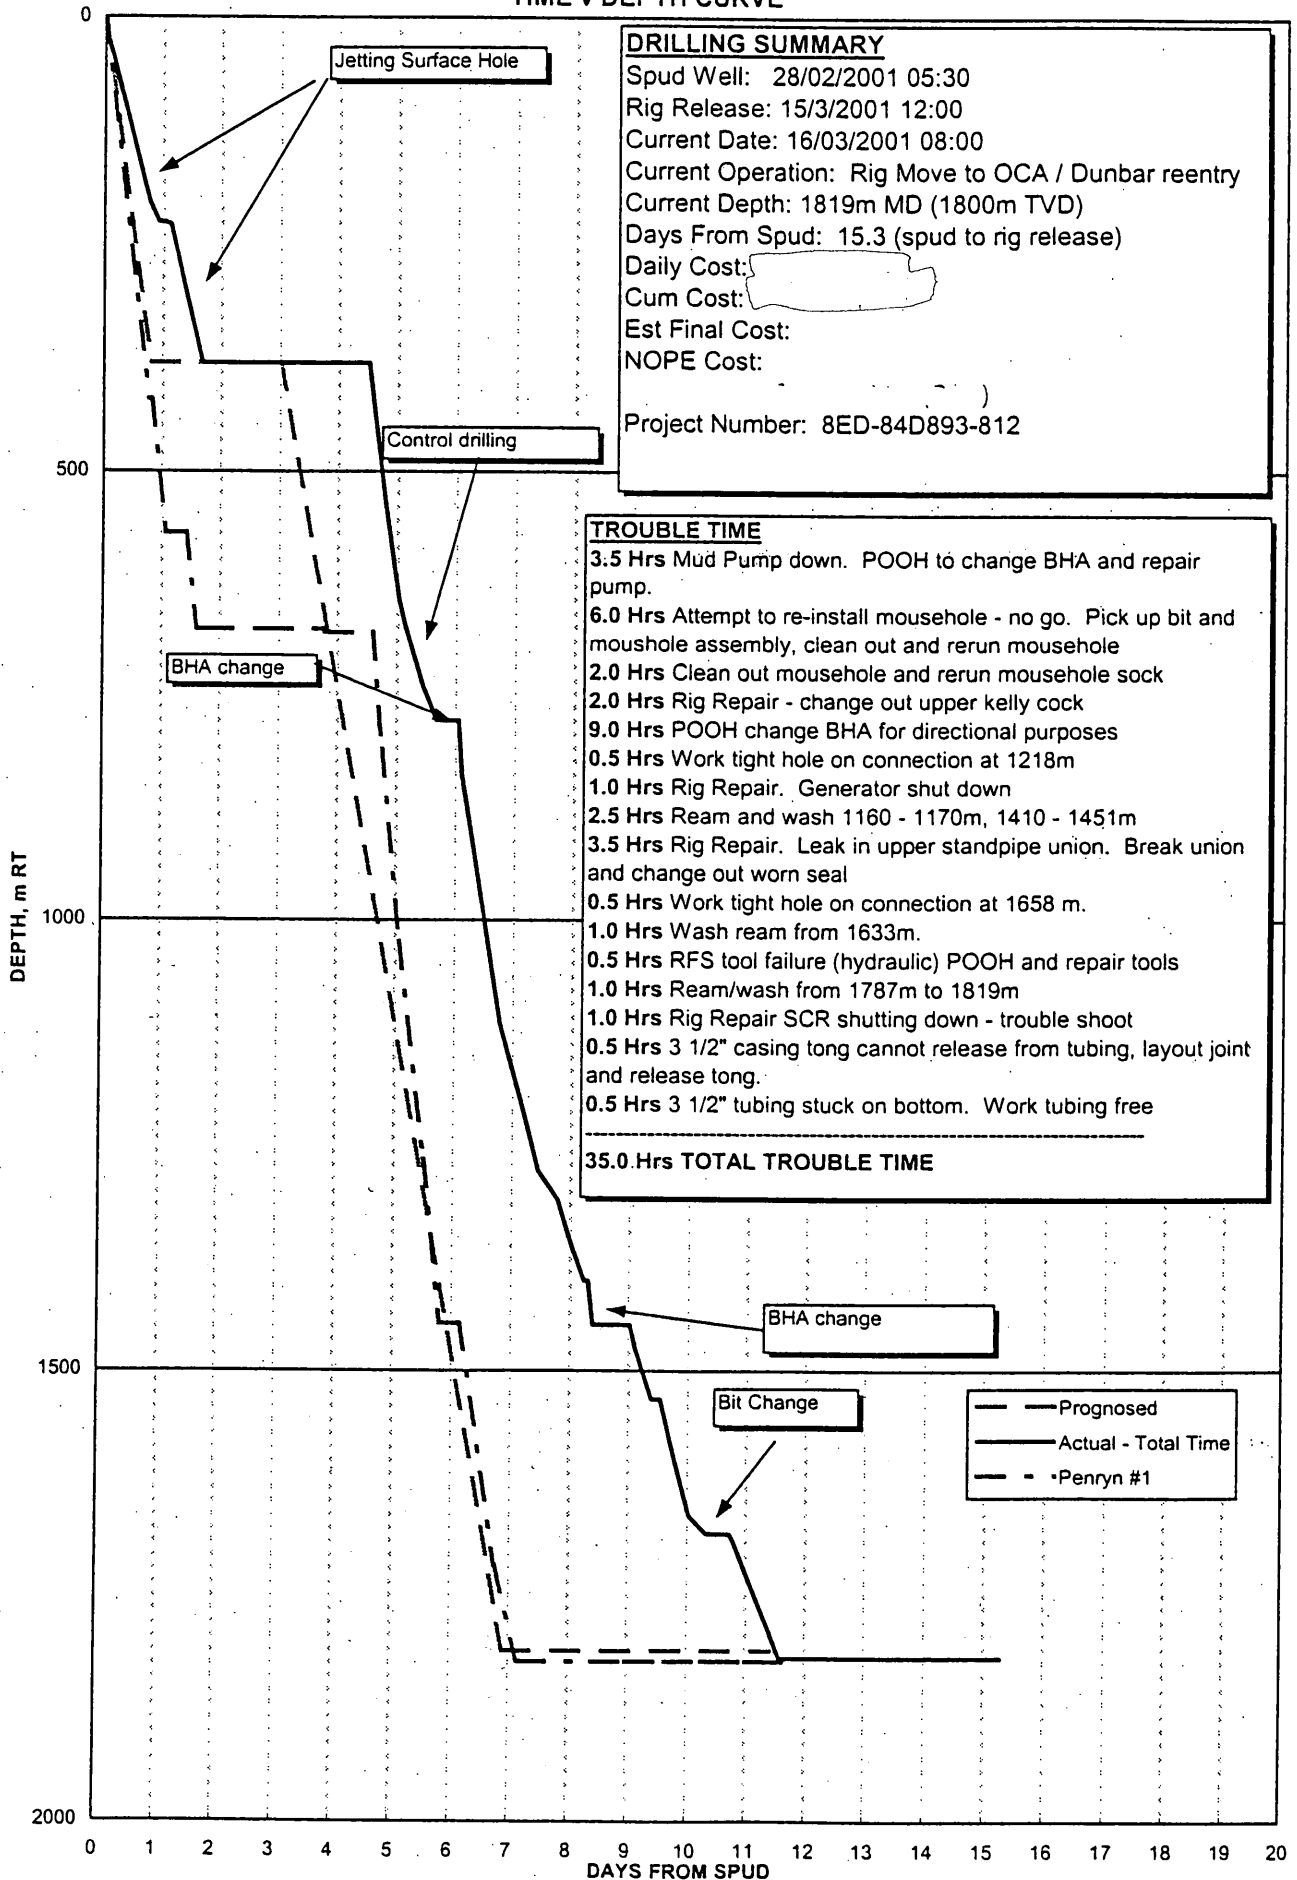 TIME v DEPTH CURVE
0
Jetting Surface Hole
DRILLING SUMMARY
Spud Well: 28/02/2001 05:30
Rig Release: 15/3/2001 12:00
Current Date: 16/03/2001 08:00
Current Operation: Rig Move to OCA / Dunbar reentry
Current Depth: 1819m MD (1800m TVD)
Days From Spud: 15.3 (spud to rig release)
Daily Cost:
Cum Cost:
Est Final Cost:
NOPE Cost:
)
Project Number: 8ED-84D893-812
Control drilling
500
TROUBLE TIME
3.5 Hrs Mud Pump down. POOH to change BHA and repair
pump.
6.0 Hrs Attempt to re-install mousehole - no go. Pick up bit and
moushole assembly, clean out and rerun mousehole
2.0 Hrs Clean out mousehole and rerun mousehole sock
2.0 Hrs Rig Repair - change out upper kelly cock
9.0 Hrs POOH change BHA for directional purposes
0.5 Hrs Work tight hole on connection at 1218m
1.0 Hrs Rig Repair. Generator shut down
2.5 Hrs Ream and wash 1160 - 1170m, 1410 - 1451m
3.5 Hrs Rig Repair. Leak in upper standpipe union. Break union
and change out worn seal
0.5 Hrs Work tight hole on connection at 1658 m.
1.0 Hrs Wash ream from 1633m.
0.5 Hrs RFS tool failure (hydraulic) POOH and repair tools
1.0 Hrs Ream/wash from 1787m to 1819m
1.0 Hrs Rig Repair SCR shutting down - trouble shoot
0.5 Hrs 3 1/2" casing tong cannot release from tubing, layout joint
and release tong.
0.5 Hrs 3 1/2" tubing stuck on bottom. Work tubing free
35.0 Hrs TOTAL TROUBLE TIME
BHA change
DEPTH, m RT
1000
BHA change
1500
Bit Change
Prognosed
Actual - Total Time
Penryn #1
2000
0 1 2 3 4 5 6 7 8 9 10 11 12 13 14 15 16 17 18 19 20
DAYS FROM SPUD